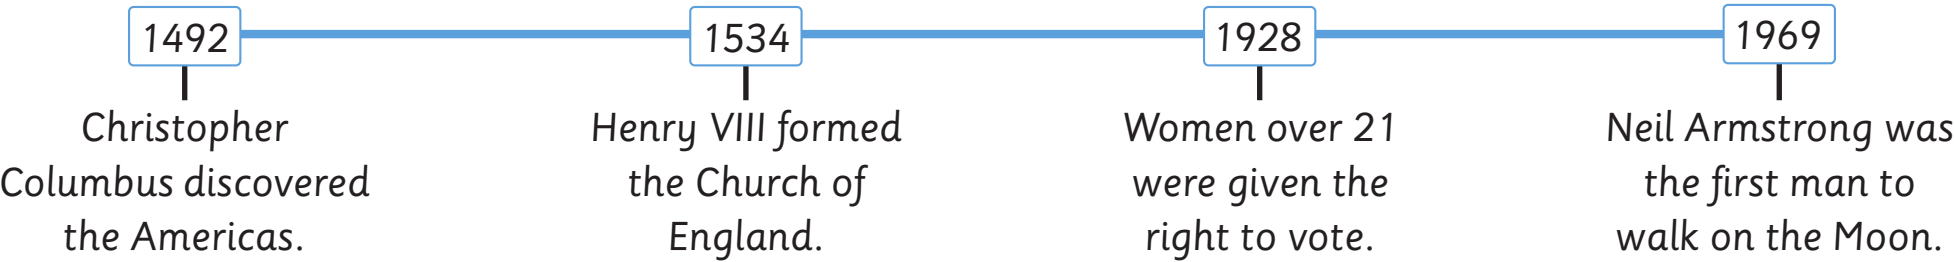 1492
Christopher
Columbus discovered
the Americas.
1534
Henry VIII formed
the Church of
England.
1928
Women over 21
were given the
right to vote.
1969
Neil Armstrong was
the first man to
walk on the Moon.